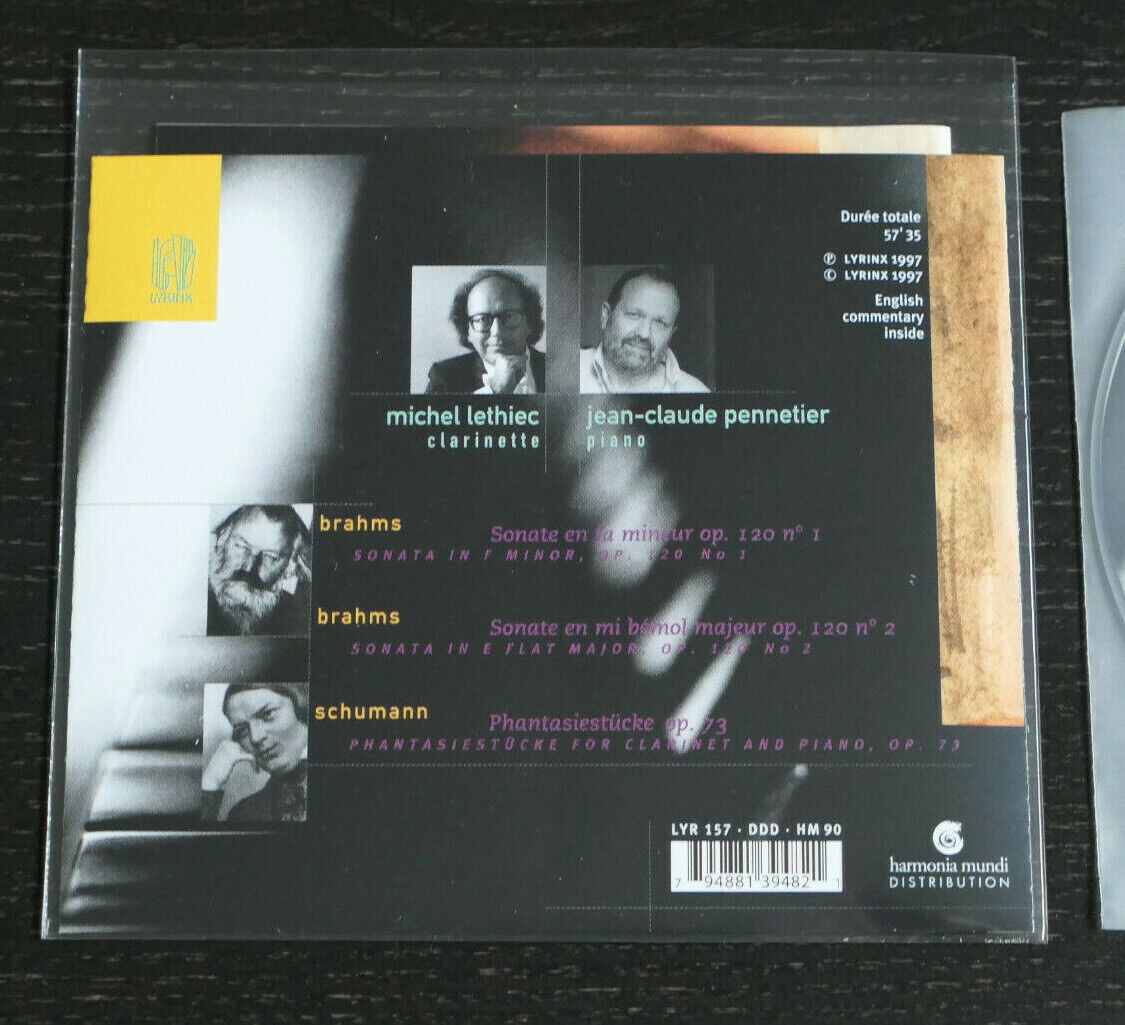 LYRINX
Durée totale
57'35
Ⓟ LYRINX 1997
© LYRINX 1997
English
commentary
inside
michel lethiec
clarinette
jean-claude pennetier
piano
brahms
Sonate en fa mineur op. 120 n° 1
SONATA IN F MINOR, OP. 120 No 1
brahms
Sonate en mi bémol majeur op. 120 n° 2
SONATA IN E FLAT MAJOR, OP. 120 No 2
schumann
Phantasiestücke op. 73
PHANTASIESTÜCKE FOR CLARINET AND PIANO, OP. 73
LYR 157 · DDD · HM 90
7 94881 39482 1
harmonia mundi
DISTRIBUTION